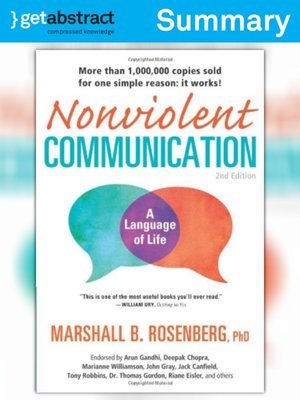 }getabstract
compressed knowledge
Summary
More than 1,000,000 copies sold
for one simple reason: it works!
Nonviolent
COMMUNICATION
2nd Edition
A
Language
of Life
"This is one of the most useful books you'll ever read."
— WILLIAM URY, Getting to Yes
MARSHALL B. ROSENBERG, PhD
Endorsed by Arun Gandhi, Deepak Chopra,
Marianne Williamson, John Gray, Jack Canfield,
Tony Robbins, Dr. Thomas Gordon, Riane Eisler, and others